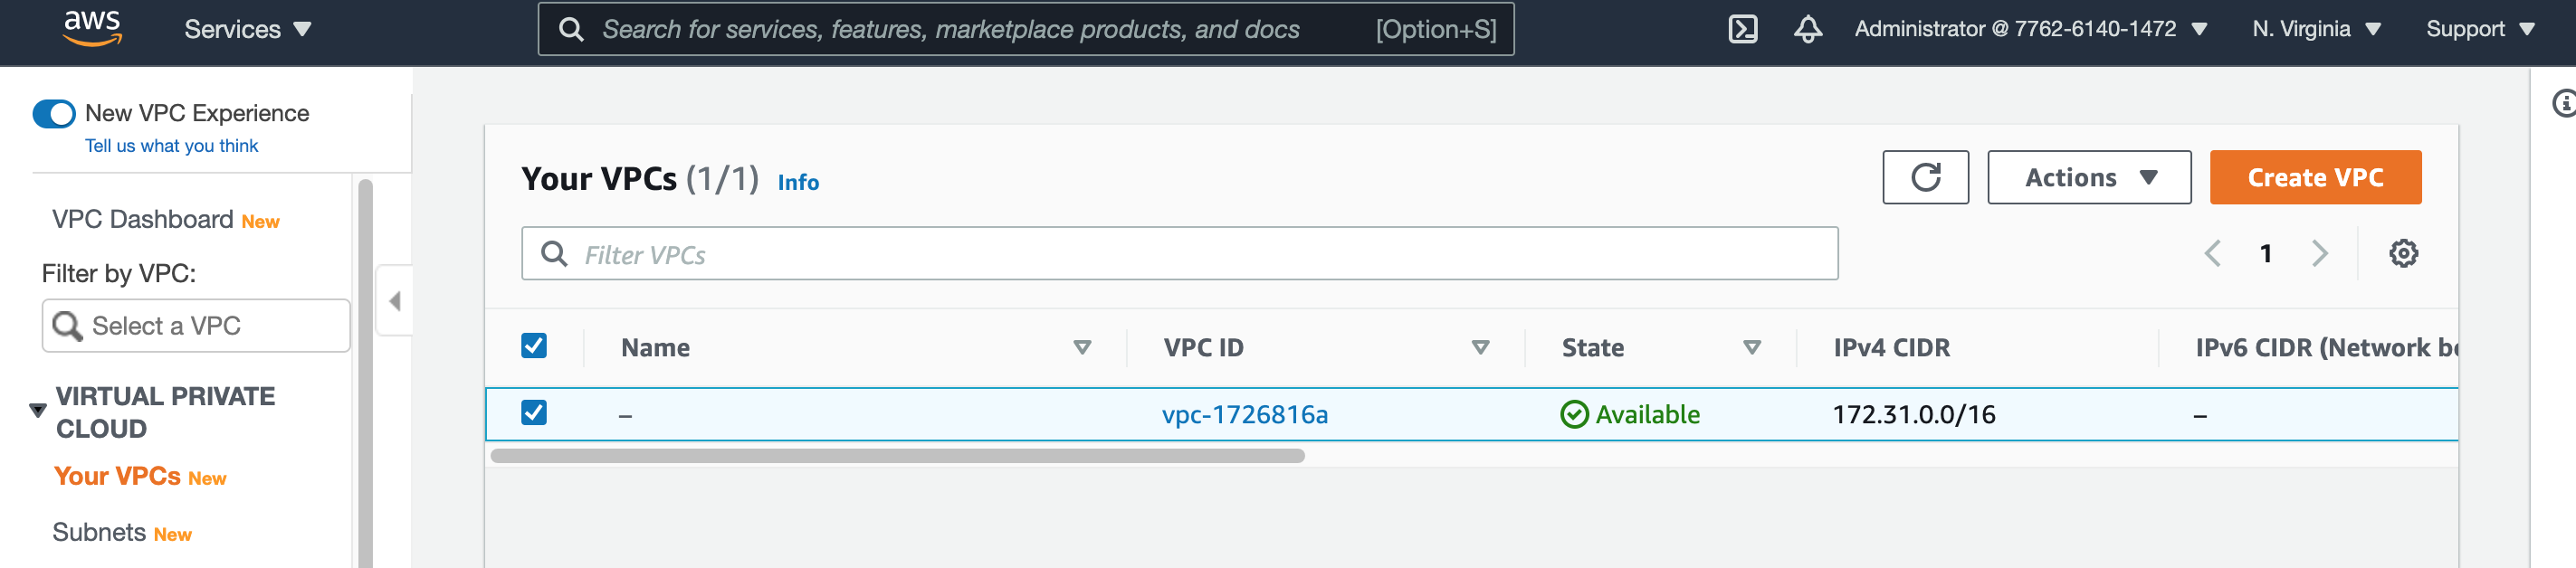 aws Services Search for services, features, marketplace products, and docs [Option+S] Administrator @ 7762-6140-1472 N. Virginia Support
New VPC Experience
Tell us what you think
VPC Dashboard New
Filter by VPC:
Select a VPC
VIRTUAL PRIVATE
CLOUD
Your VPCs New
Subnets New
Your VPCs (1/1) Info Actions Create VPC
Filter VPCs 1
Name VPC ID State IPv4 CIDR IPv6 CIDR (Network
– vpc-1726816a Available 172.31.0.0/16 –